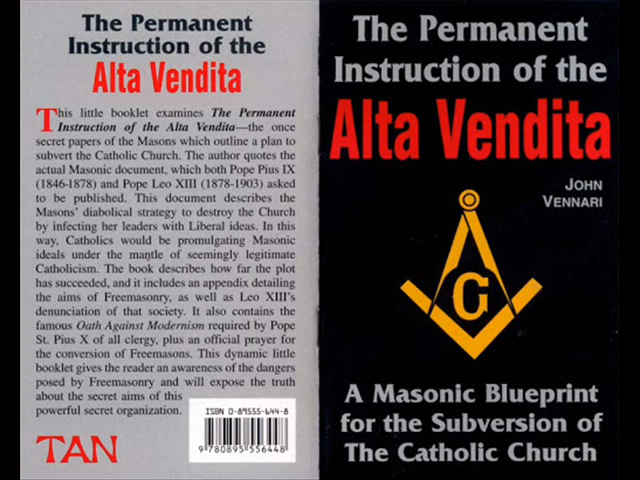 The Permanent
Instruction of the
Alta Vendita
This little booklet examines The Permanent
Instruction of the Alta Vendita—the once
secret papers of the Masons which outline a plan to
subvert the Catholic Church. The author quotes the
actual Masonic document, which both Pope Pius IX
(1846-1878) and Pope Leo XIII (1878-1903) asked
to be published. This document describes the
Masons' diabolical strategy to destroy the Church
by infecting her leaders with Liberal ideas. In this
way, Catholics would be promulgating Masonic
ideals under the mantle of seemingly legitimate
Catholicism. The book describes how far the plot
has succeeded, and it includes an appendix detailing
the aims of Freemasonry, as well as Leo XIII's
denunciation of that society. It also contains the
famous Oath Against Modernism required by Pope
St. Pius X of all clergy, plus an official prayer for
the conversion of Freemasons. This dynamic little
booklet gives the reader an awareness of the dangers
posed by Freemasonry and will expose the truth
about the secret aims of this
powerful secret organization.
ISBN 0-89555-644-8
9 780895 556448
TAN
The Permanent
Instruction of the
Alta Vendita
JOHN
VENNARI
G
A Masonic Blueprint
for the Subversion of
The Catholic Church